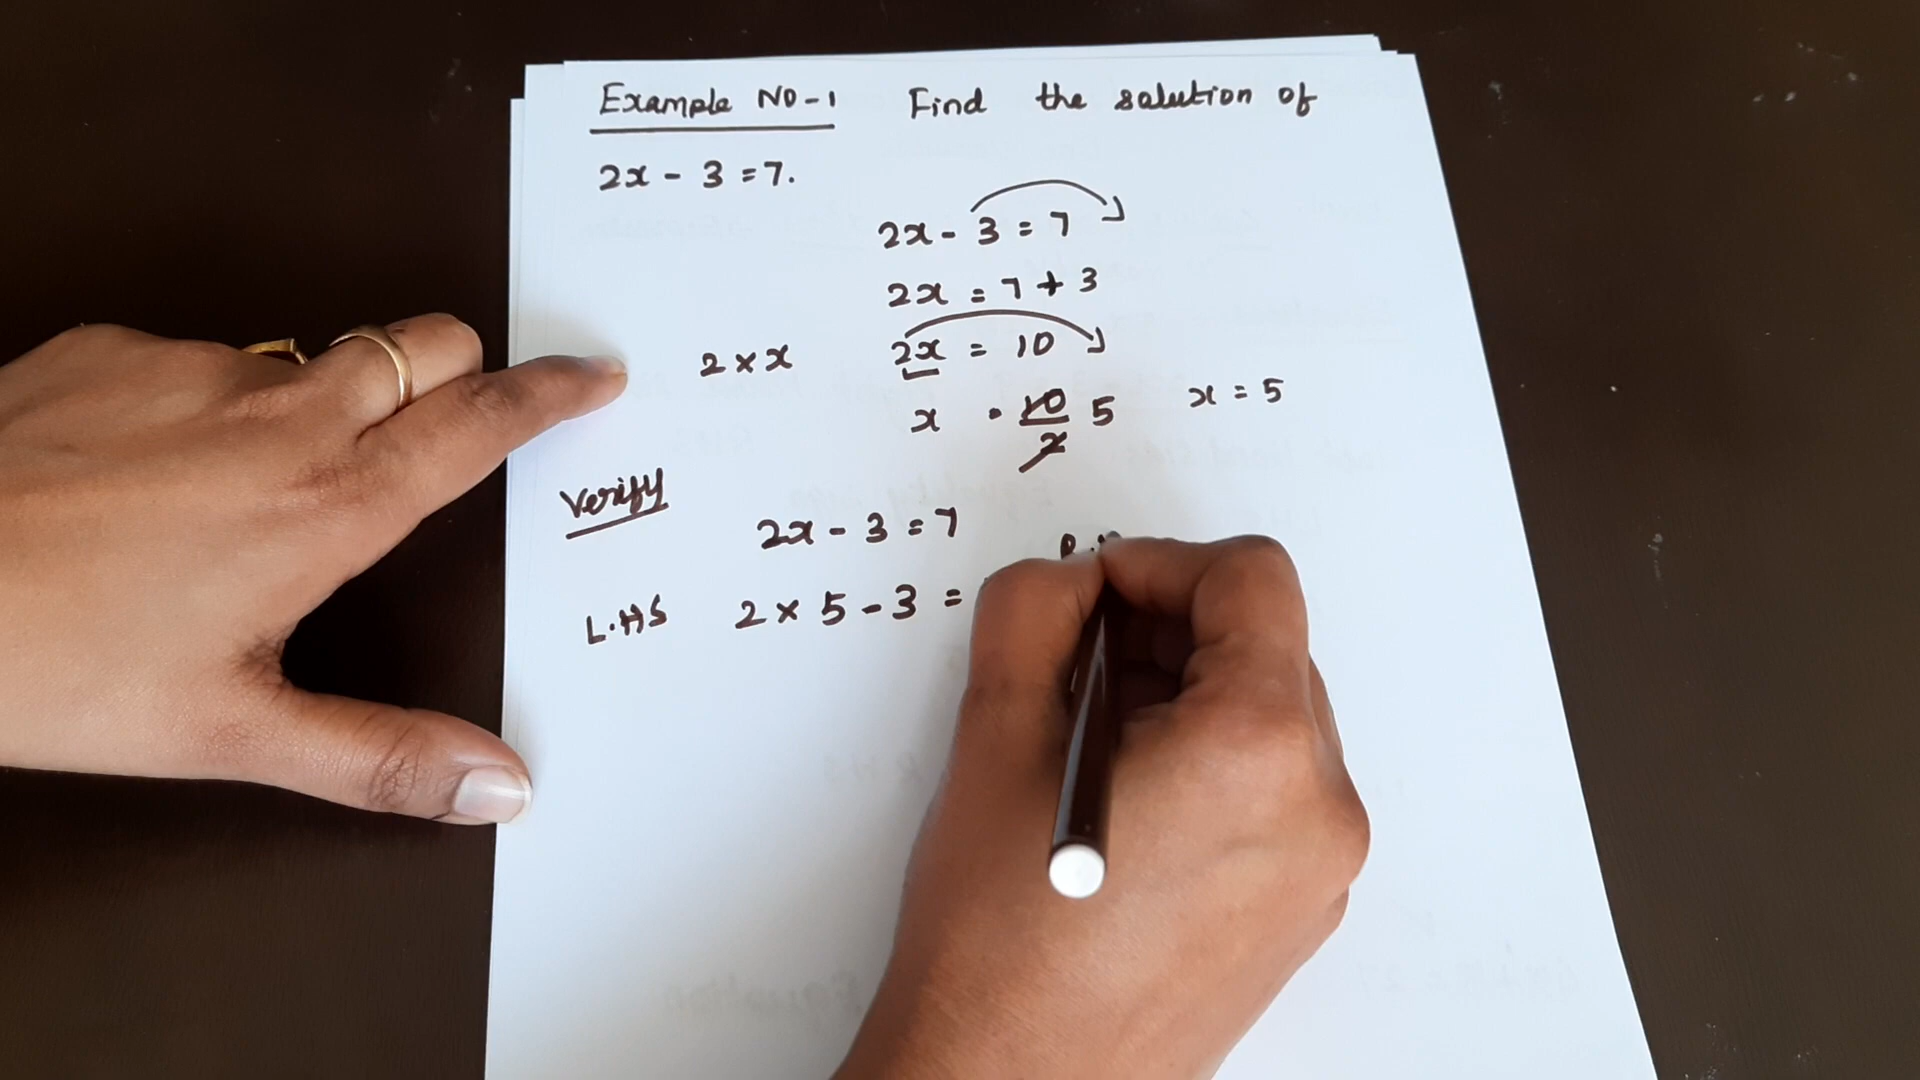 Example NO-1 Find the solution of
2x - 3 = 7.
2x - 3 = 7
2x = 7 + 3
2 × x 2x = 10
x = 10/2 5 x = 5
Verify
2x - 3 = 7
L.HS 2 × 5 - 3 =